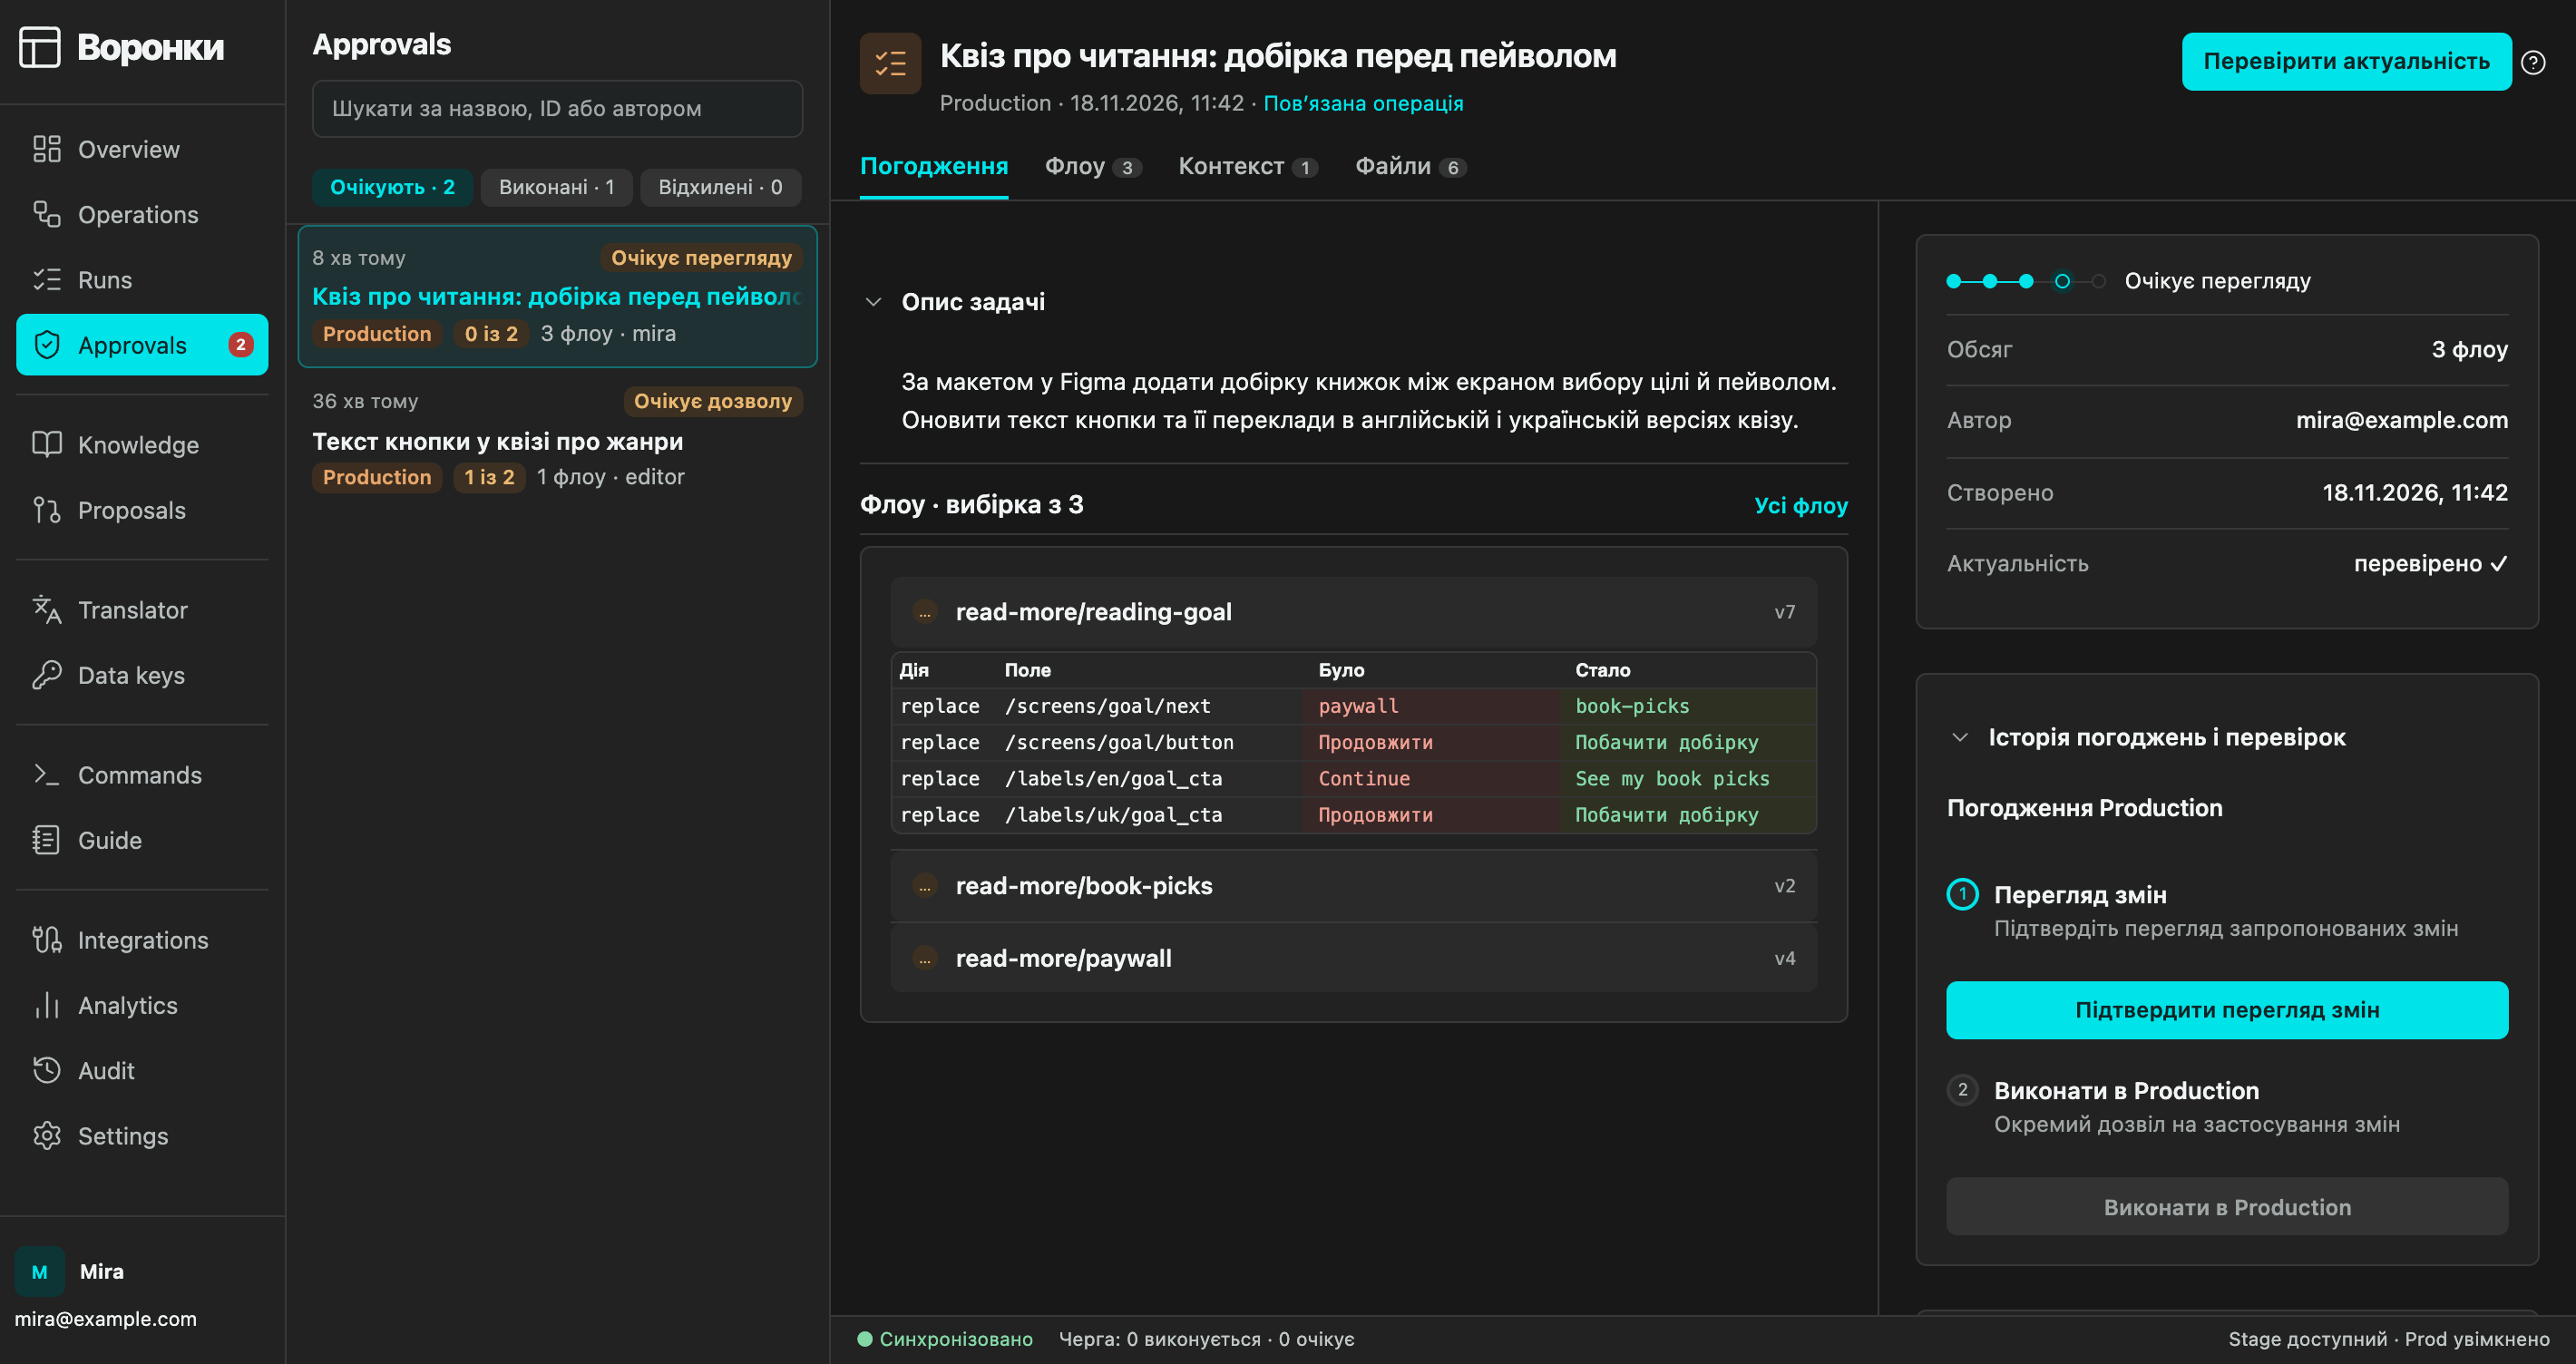 Воронки
Overview
Operations
Runs
Approvals 2
Knowledge
Proposals
Translator
Data keys
Commands
Guide
Integrations
Analytics
Audit
Settings
M Mira
mira@example.com
Approvals
Шукати за назвою, ID або автором
Очікують · 2 Виконані · 1 Відхилені · 0
8 хв тому Очікує перегляду
Квіз про читання: добірка перед пейволо
Production 0 із 2 3 флоу · mira
36 хв тому Очікує дозволу
Текст кнопки у квізі про жанри
Production 1 із 2 1 флоу · editor
Квіз про читання: добірка перед пейволом
Production · 18.11.2026, 11:42 · Пов’язана операція
Перевірити актуальність ?
Погодження Флоу 3 Контекст 1 Файли 6
Опис задачі
За макетом у Figma додати добірку книжок між екраном вибору цілі й пейволом.
Оновити текст кнопки та її переклади в англійській і українській версіях квізу.
Флоу · вибірка з 3 Усі флоу
... read-more/reading-goal v7
Дія Поле Було Стало
replace /screens/goal/next paywall book-picks
replace /screens/goal/button Продовжити Побачити добірку
replace /labels/en/goal_cta Continue See my book picks
replace /labels/uk/goal_cta Продовжити Побачити добірку
... read-more/book-picks v2
... read-more/paywall v4
Очікує перегляду
Обсяг 3 флоу
Автор mira@example.com
Створено 18.11.2026, 11:42
Актуальність перевірено ✓
Історія погоджень і перевірок
Погодження Production
1 Перегляд змін
Підтвердіть перегляд запропонованих змін
Підтвердити перегляд змін
2 Виконати в Production
Окремий дозвіл на застосування змін
Виконати в Production
Синхронізовано Черга: 0 виконується · 0 очікує
Stage доступний · Prod увімкнено